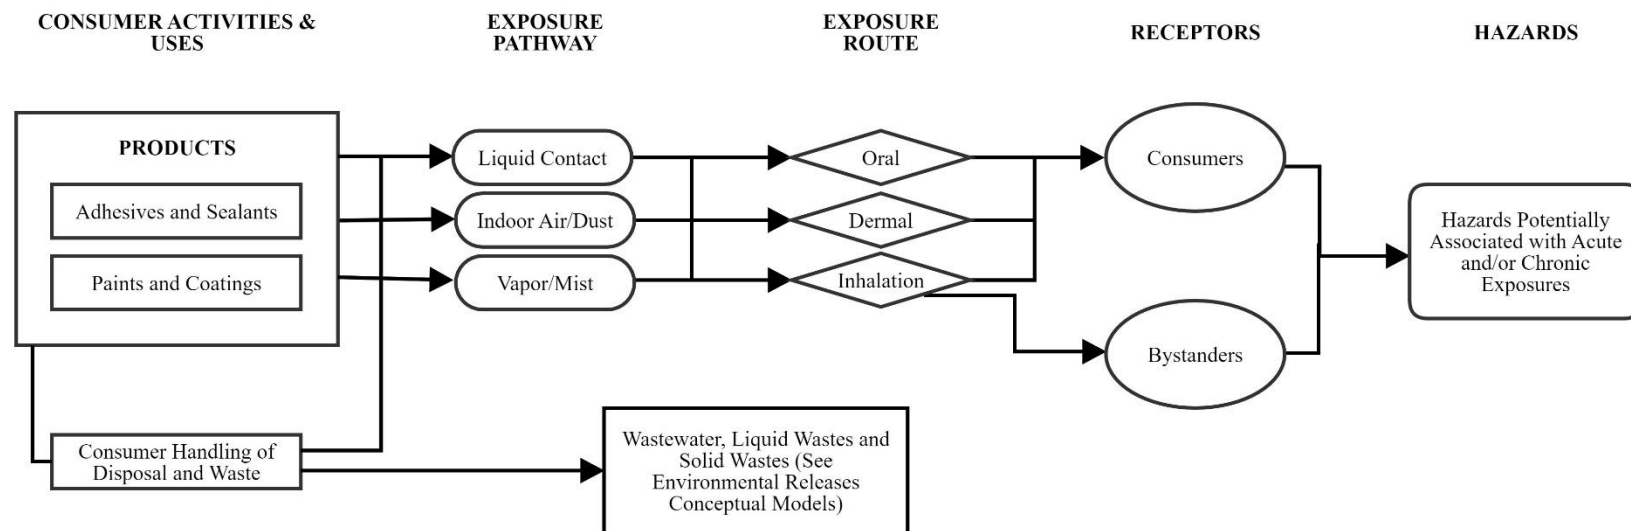 CONSUMER ACTIVITIES &
USES
EXPOSURE
PATHWAY
EXPOSURE
ROUTE
RECEPTORS
HAZARDS
PRODUCTS
Adhesives and Sealants
Paints and Coatings
Consumer Handling of
Disposal and Waste
Liquid Contact
Indoor Air/Dust
Vapor/Mist
Wastewater, Liquid Wastes and
Solid Wastes (See
Environmental Releases
Conceptual Models)
Oral
Dermal
Inhalation
Consumers
Bystanders
Hazards Potentially
Associated with Acute
and/or Chronic
Exposures